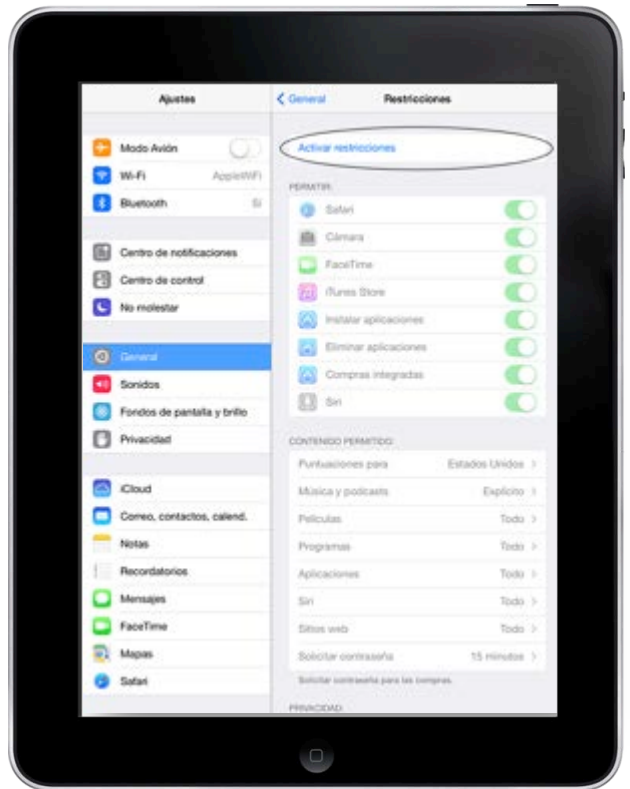 Ajustes
General Restricciones
Modo Avión
Wi-Fi AppleWiFi
Bluetooth Sí
Centro de notificaciones
Centro de control
No molestar
General
Sonidos
Fondos de pantalla y brillo
Privacidad
iCloud
Correo, contactos, calend.
Notas
Recordatorios
Mensajes
FaceTime
Mapas
Safari
Activar restricciones
PERMITIR:
Safari
Cámara
FaceTime
iTunes Store
Instalar aplicaciones
Eliminar aplicaciones
Compras integradas
Siri
CONTENIDO PERMITIDO:
Puntuaciones para Estados Unidos
Música y podcasts Explícito
Películas Todo
Programas Todo
Aplicaciones Todo
Siri Todo
Sitios web Todo
Solicitar contraseña 15 minutos
Solicitar contraseña para las compras.
PRIVACIDAD: